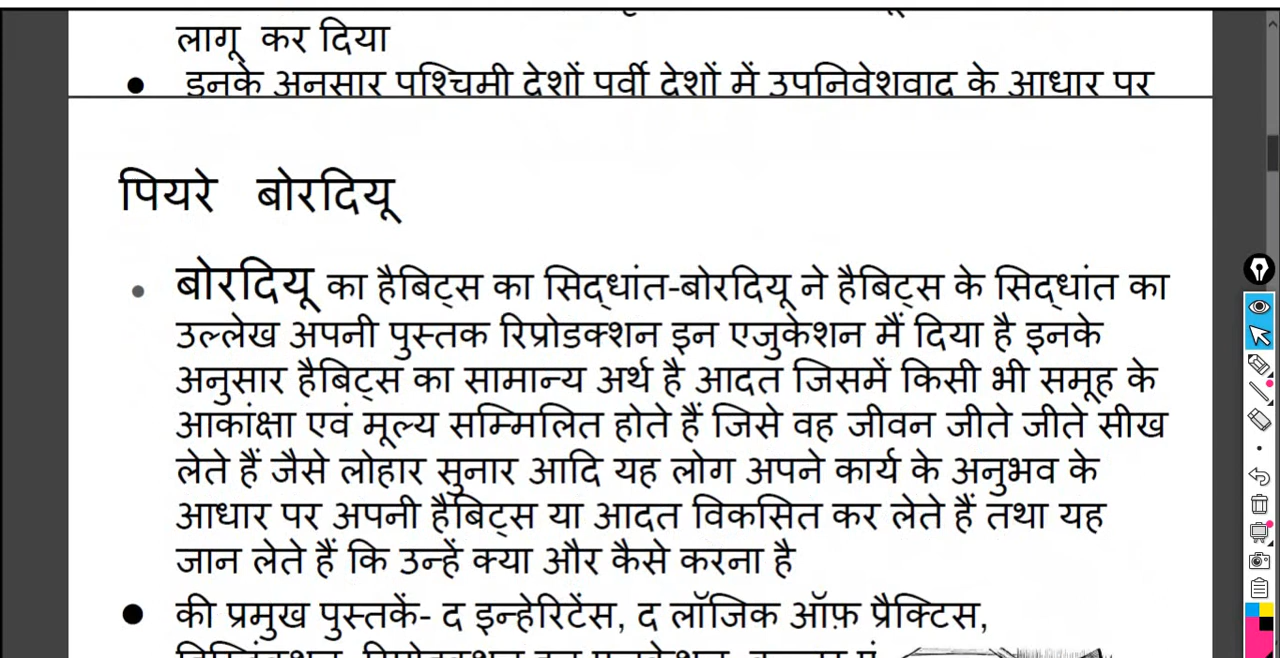 लागू कर दिया
● इनके अनुसार पश्चिमी देशों पूर्वी देशों में उपनिवेशवाद के आधार पर
पियरे बोरदियू
• बोरदियू का हैबिट्स का सिद्धांत-बोरदियू ने हैबिट्स के सिद्धांत का
उल्लेख अपनी पुस्तक रिप्रोडक्शन इन एजुकेशन मैं दिया है इनके
अनुसार हैबिट्स का सामान्य अर्थ है आदत जिसमें किसी भी समूह के
आकांक्षा एवं मूल्य सम्मिलित होते हैं जिसे वह जीवन जीते जीते सीख
लेते हैं जैसे लोहार सुनार आदि यह लोग अपने कार्य के अनुभव के
आधार पर अपनी हैबिट्स या आदत विकसित कर लेते हैं तथा यह
जान लेते हैं कि उन्हें क्या और कैसे करना है
● की प्रमुख पुस्तकें- द इन्हेरिटेंस, द लॉजिक ऑफ़ प्रैक्टिस,